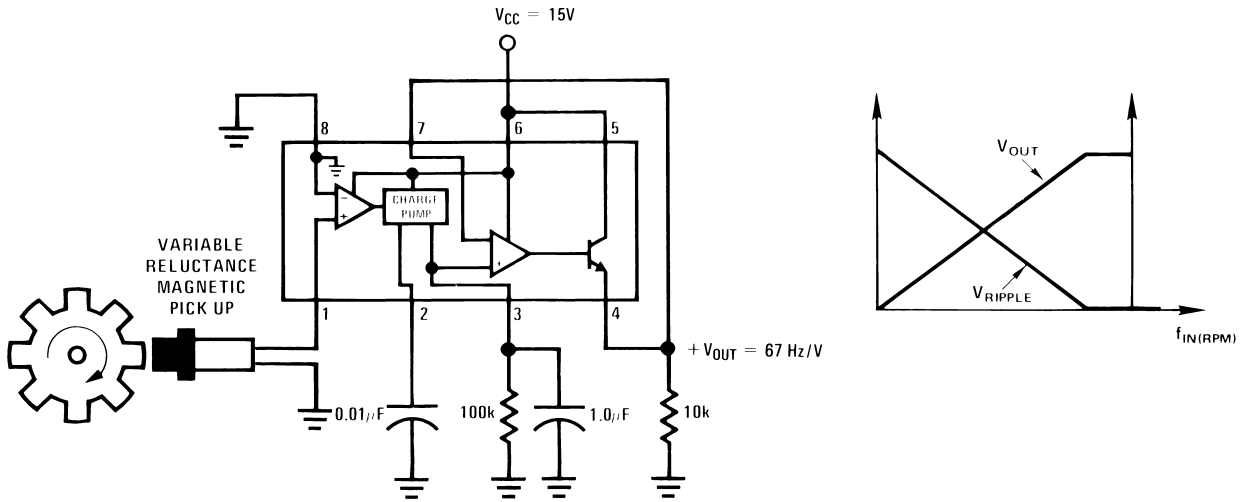 V_CC = 15V
8
7
6
5
−
+
CHARGE
PUMP
+
VARIABLE
RELUCTANCE
MAGNETIC
PICK UP
1
2
3
4
+ V_OUT = 67 Hz/V
0.01μF
100k
1.0μF
10k
V_OUT
V_RIPPLE
f_IN(RPM)